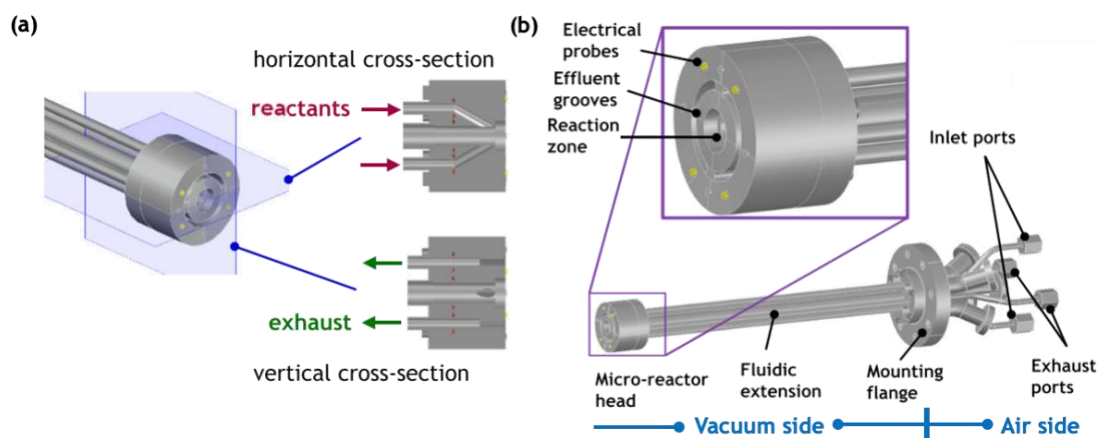 (a)
horizontal cross-section
reactants
exhaust
vertical cross-section
(b)
Electrical
probes
Effluent
grooves
Reaction
zone
Inlet ports
Micro-reactor
head
Fluidic
extension
Mounting
flange
Exhaust
ports
Vacuum side
Air side